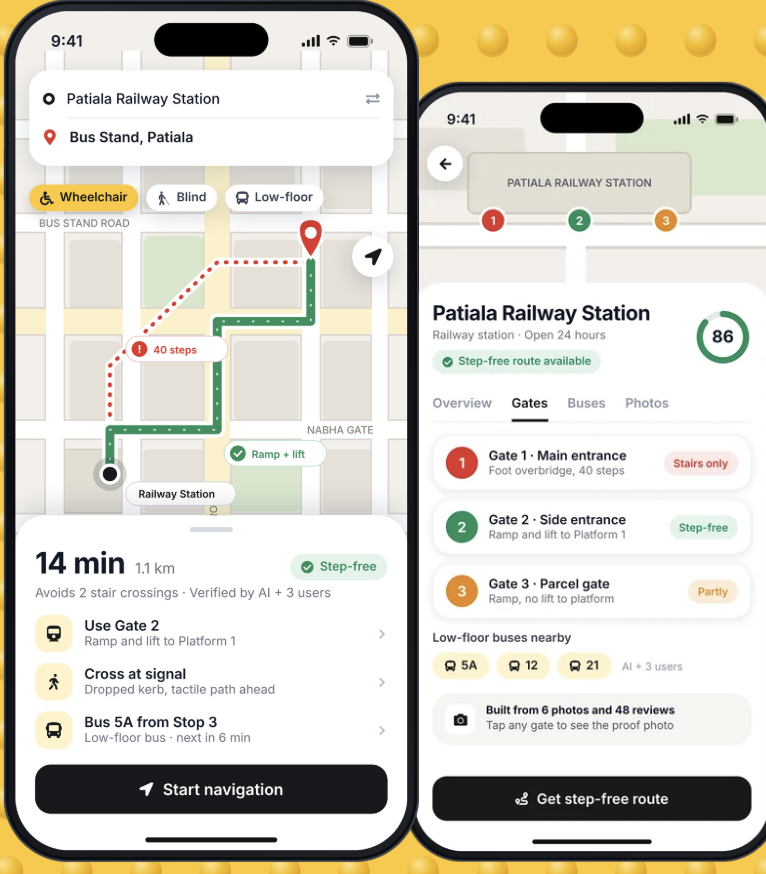 9:41
Patiala Railway Station
Bus Stand, Patiala
Wheelchair
Blind
Low-floor
BUS STAND ROAD
40 steps
NABHA GATE
Ramp + lift
Railway Station
14 min 1.1 km
Step-free
Avoids 2 stair crossings · Verified by AI + 3 users
Use Gate 2
Ramp and lift to Platform 1
Cross at signal
Dropped kerb, tactile path ahead
Bus 5A from Stop 3
Low-floor bus · next in 6 min
Start navigation
9:41
PATIALA RAILWAY STATION
1
2
3
Patiala Railway Station
Railway station · Open 24 hours
Step-free route available
86
Overview
Gates
Buses
Photos
1
Gate 1 · Main entrance
Foot overbridge, 40 steps
Stairs only
2
Gate 2 · Side entrance
Ramp and lift to Platform 1
Step-free
3
Gate 3 · Parcel gate
Ramp, no lift to platform
Partly
Low-floor buses nearby
5A
12
21
AI + 3 users
Built from 6 photos and 48 reviews
Tap any gate to see the proof photo
Get step-free route